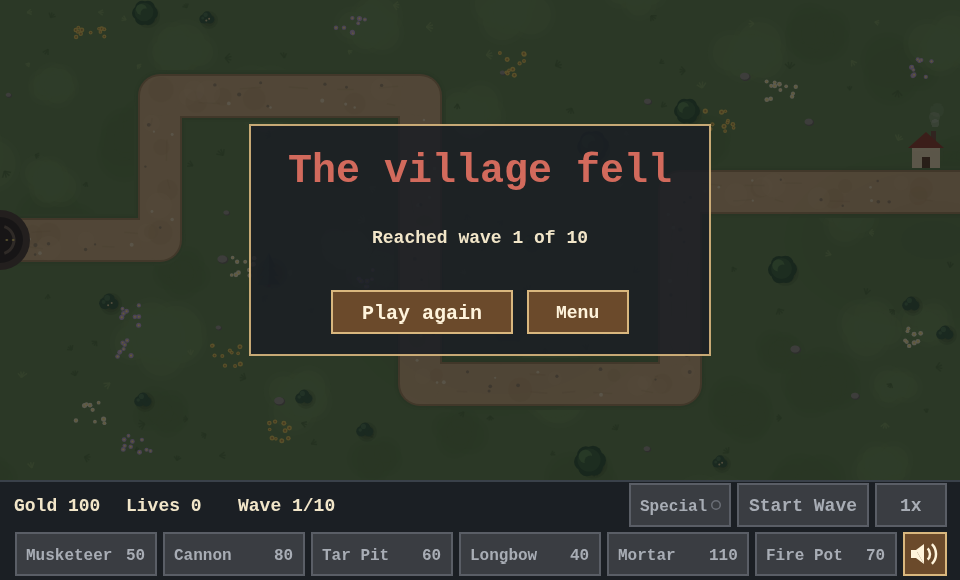 The village fell
Reached wave 1 of 10
Play again Menu
Gold 100 Lives 0 Wave 1/10 Special Start Wave 1x
Musketeer 50 Cannon 80 Tar Pit 60 Longbow 40 Mortar 110 Fire Pot 70